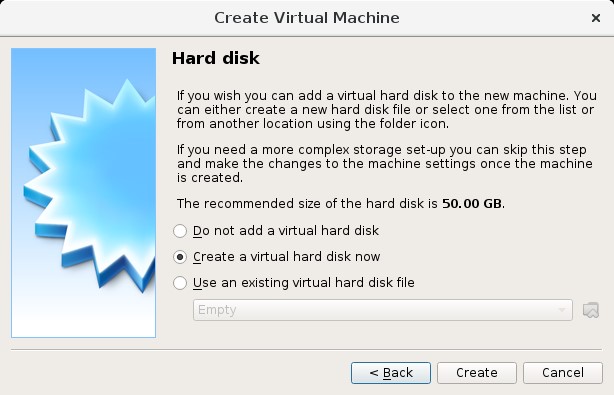 Create Virtual Machine
Hard disk
If you wish you can add a virtual hard disk to the new machine. You
can either create a new hard disk file or select one from the list or
from another location using the folder icon.
If you need a more complex storage set-up you can skip this step
and make the changes to the machine settings once the machine
is created.
The recommended size of the hard disk is 50.00 GB.
Do not add a virtual hard disk
Create a virtual hard disk now
Use an existing virtual hard disk file
Empty
< Back
Create
Cancel